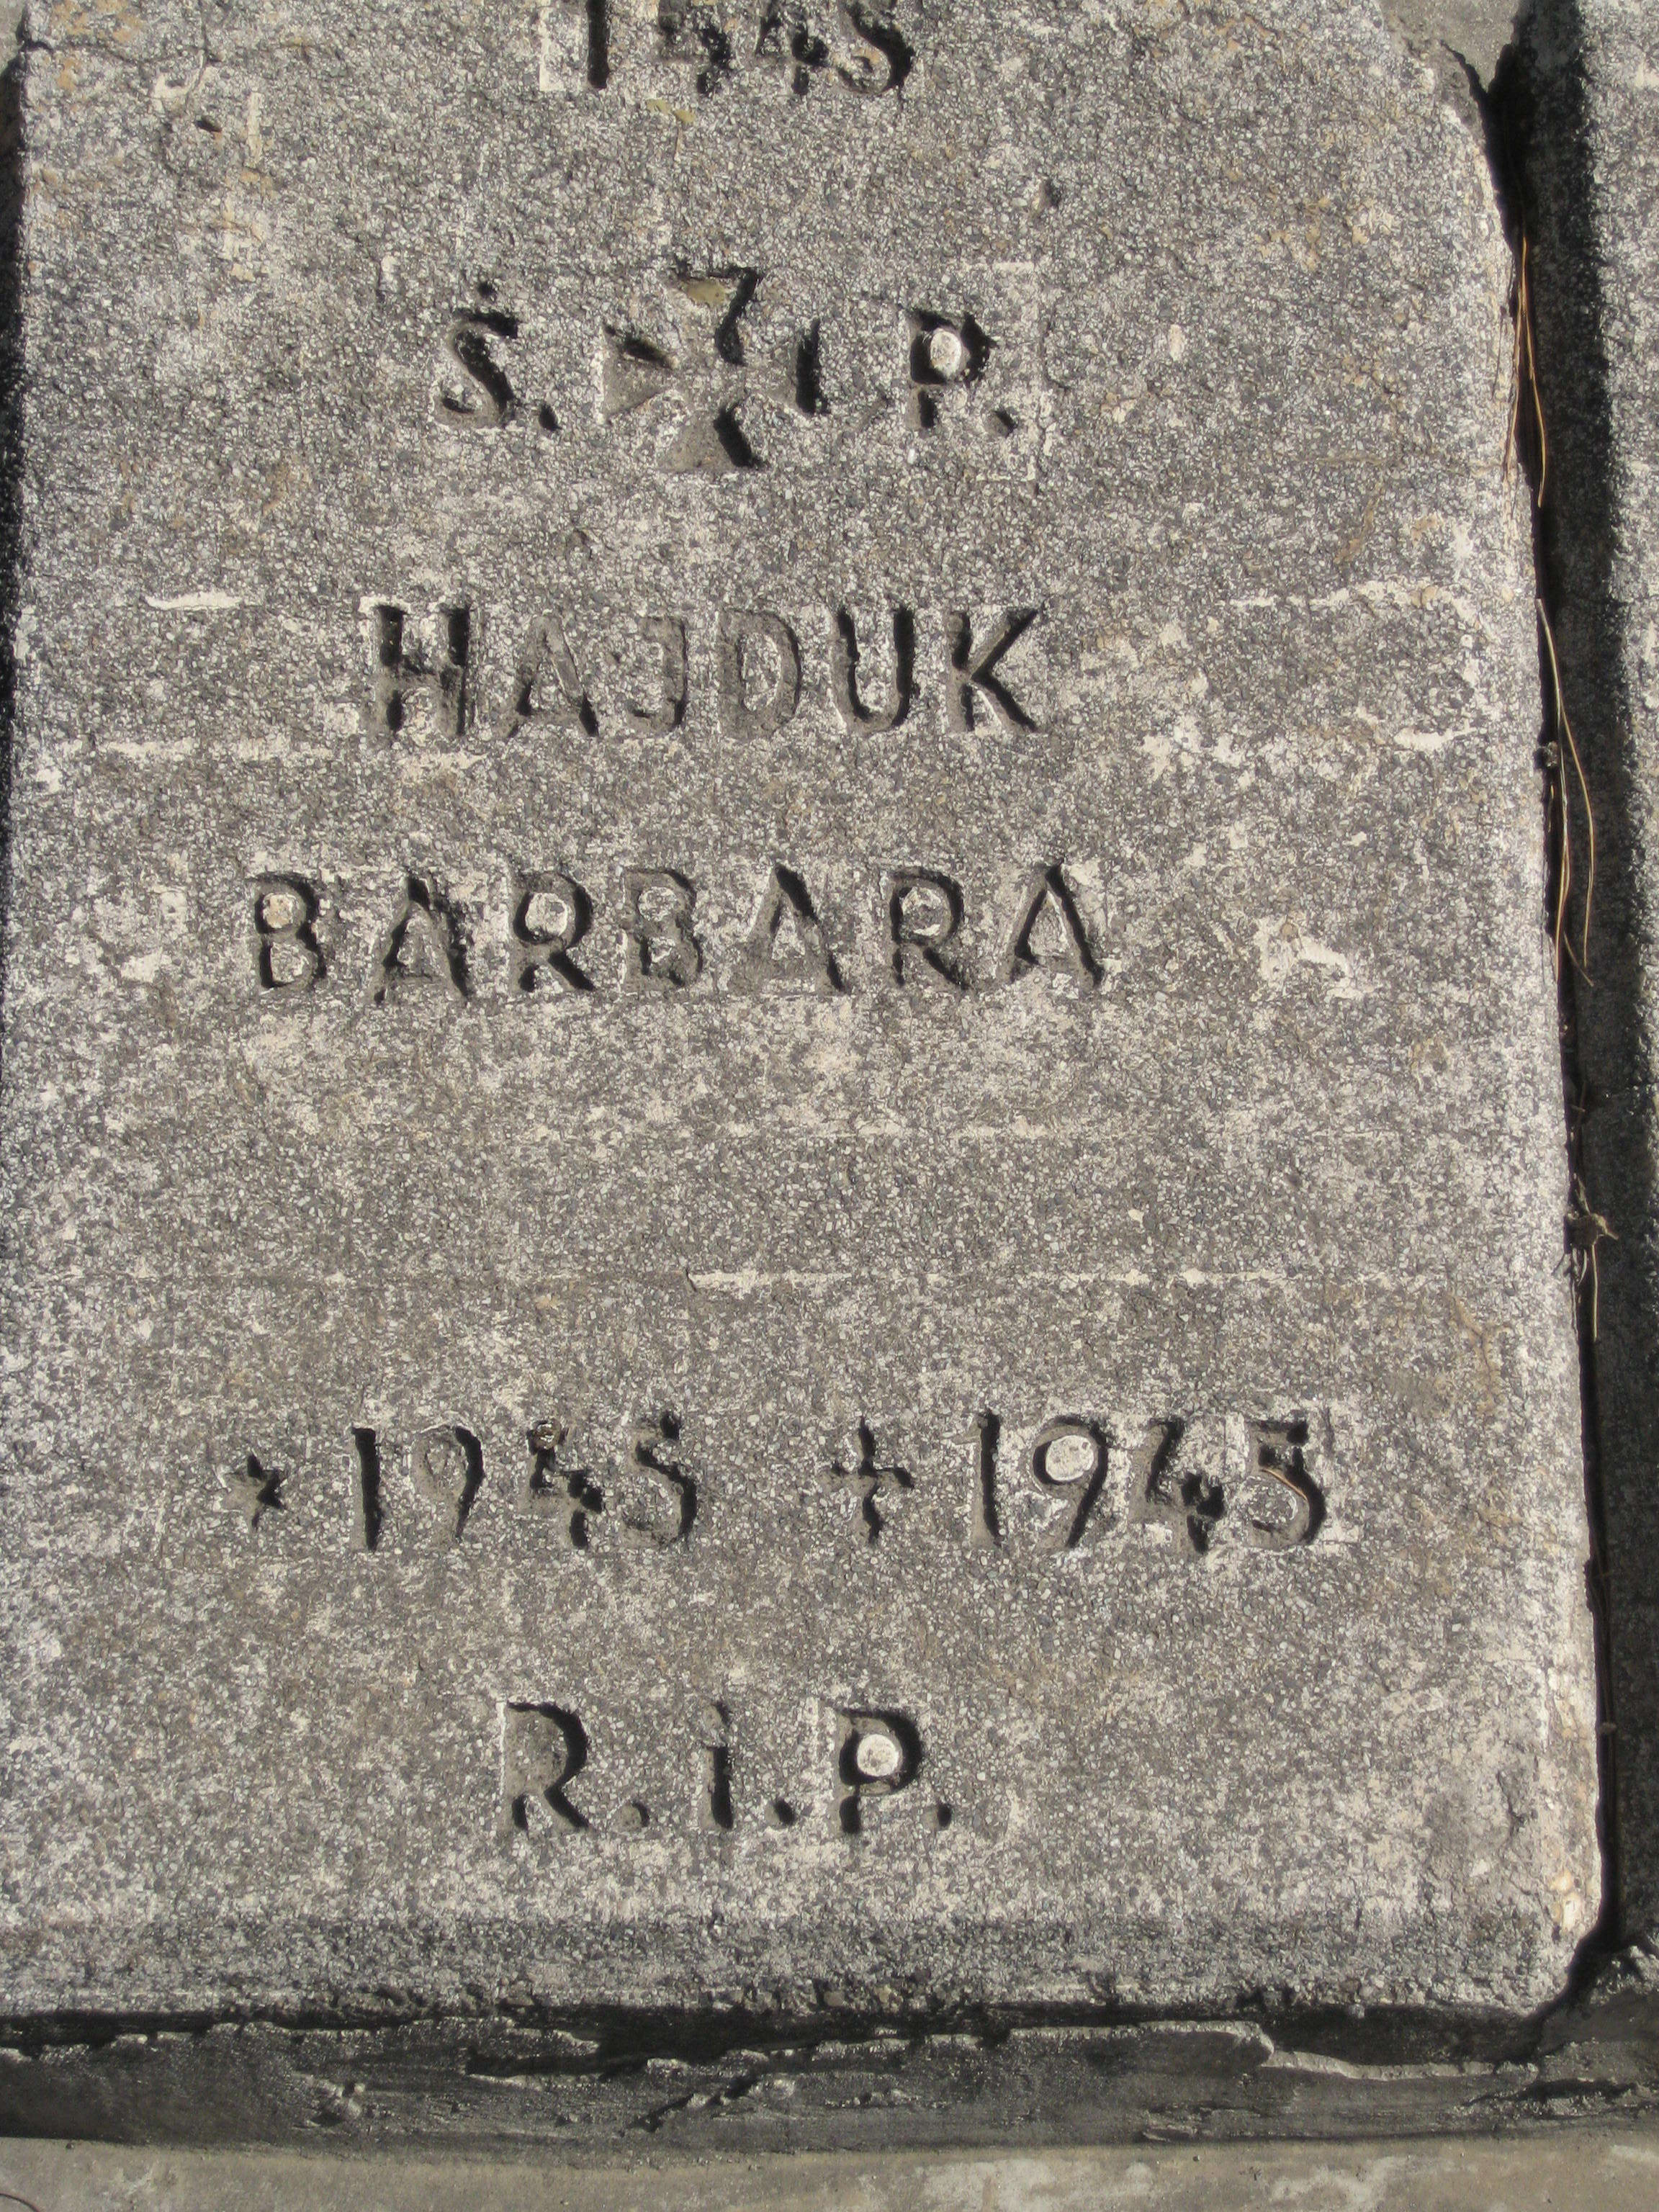 1945
Ś. ✠ P.
HAJDUK
BARBARA
★ 1945 ✝ 1945
R.i.P.